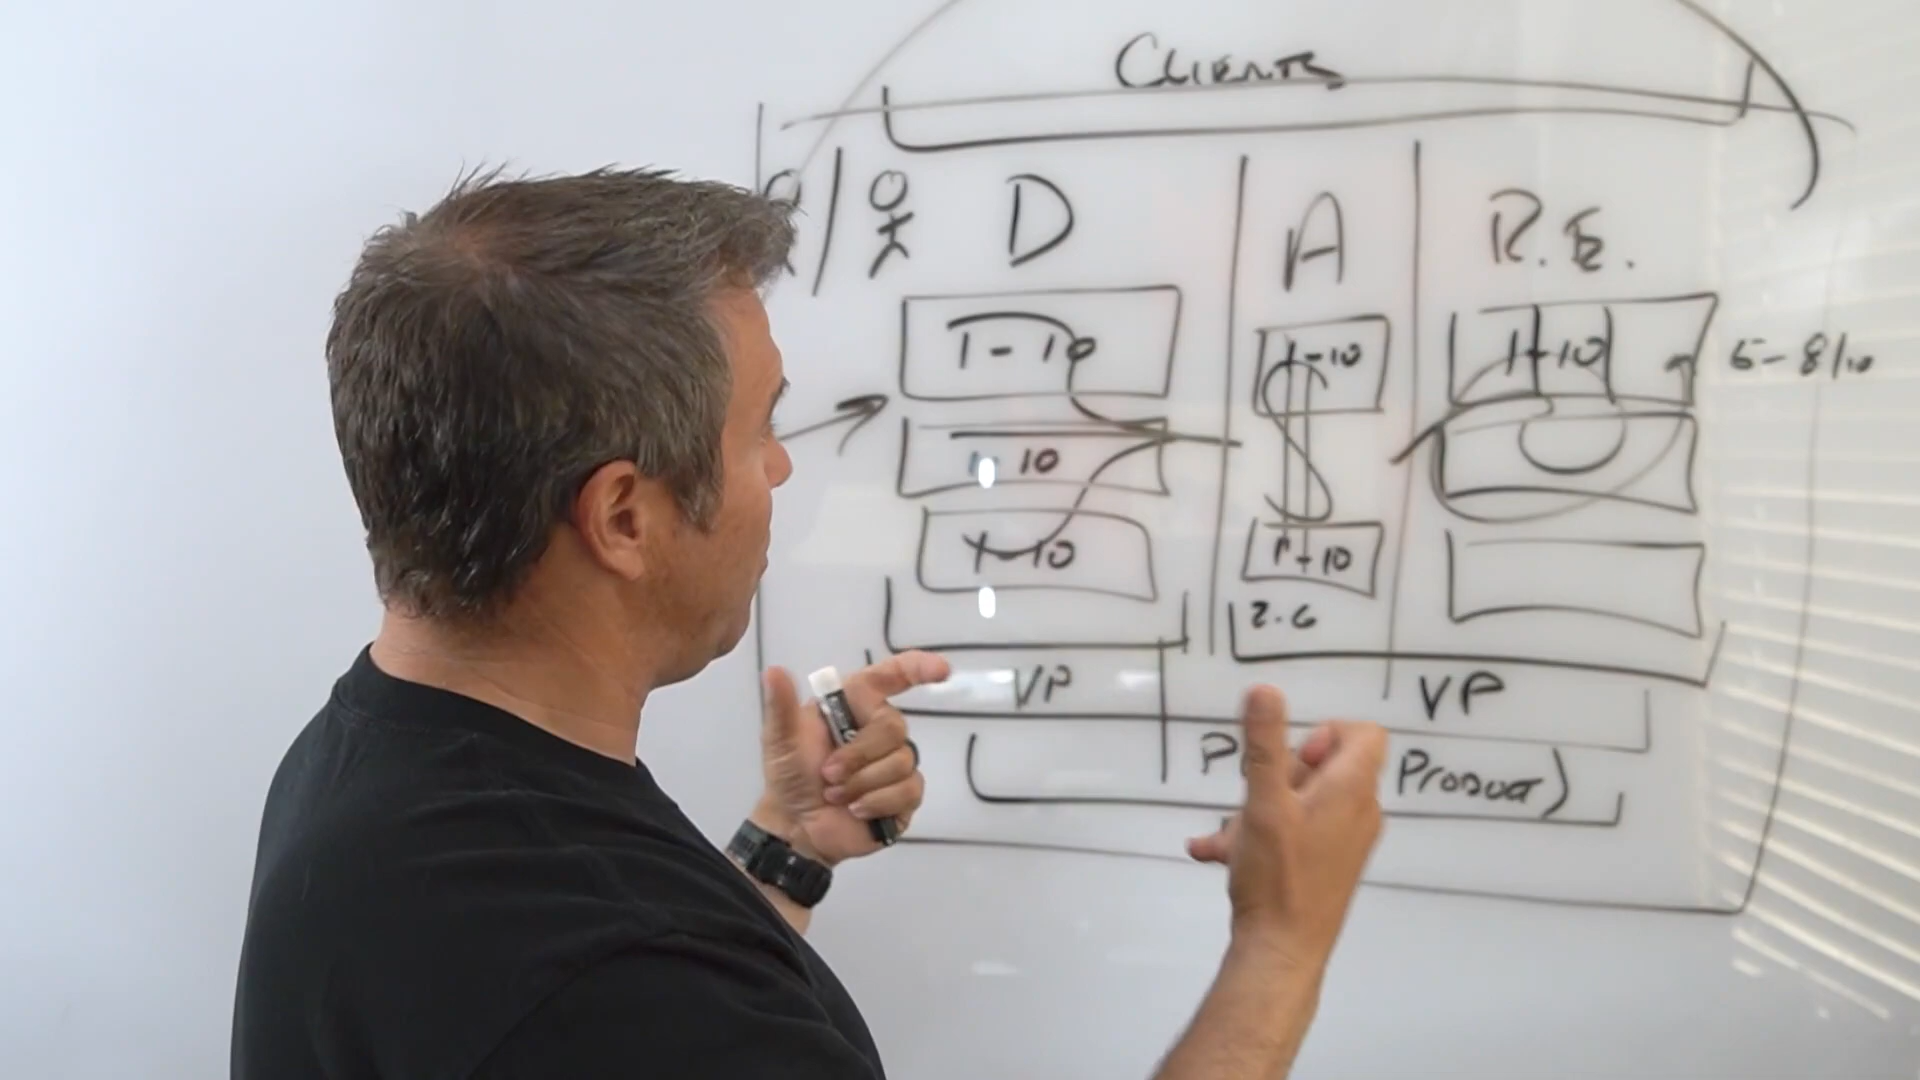 CLIENTS
D A R.E.
1-10 1-10 1-10 5-8/10
10
1-10 1-10
2.6
VP VP
Product)